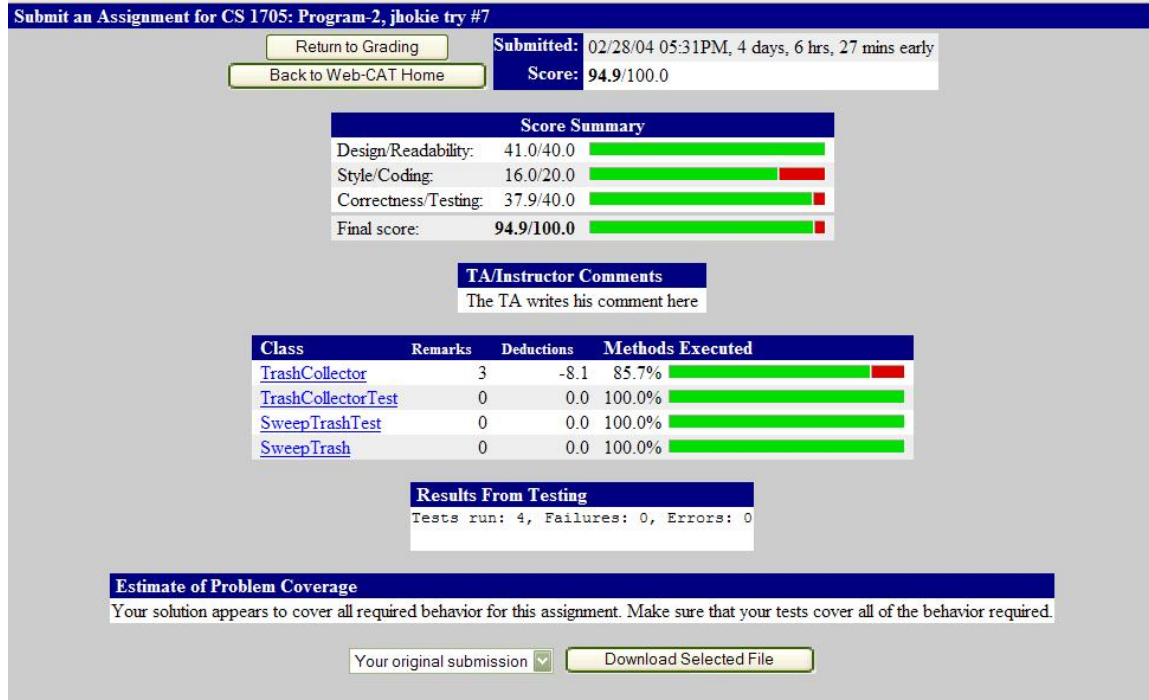 Submit an Assignment for CS 1705: Program-2, jhokie try #7
Return to Grading
Submitted: 02/28/04 05:31PM, 4 days, 6 hrs, 27 mins early
Back to Web-CAT Home
Score: 94.9/100.0
Score Summary
Design/Readability: 41.0/40.0
Style/Coding: 16.0/20.0
Correctness/Testing: 37.9/40.0
Final score: 94.9/100.0
TA/Instructor Comments
The TA writes his comment here
Class Remarks Deductions Methods Executed
TrashCollector 3 -8.1 85.7%
TrashCollectorTest 0 0.0 100.0%
SweepTrashTest 0 0.0 100.0%
SweepTrash 0 0.0 100.0%
Results From Testing
Tests run: 4, Failures: 0, Errors: 0
Estimate of Problem Coverage
Your solution appears to cover all required behavior for this assignment. Make sure that your tests cover all of the behavior required.
Your original submission Download Selected File